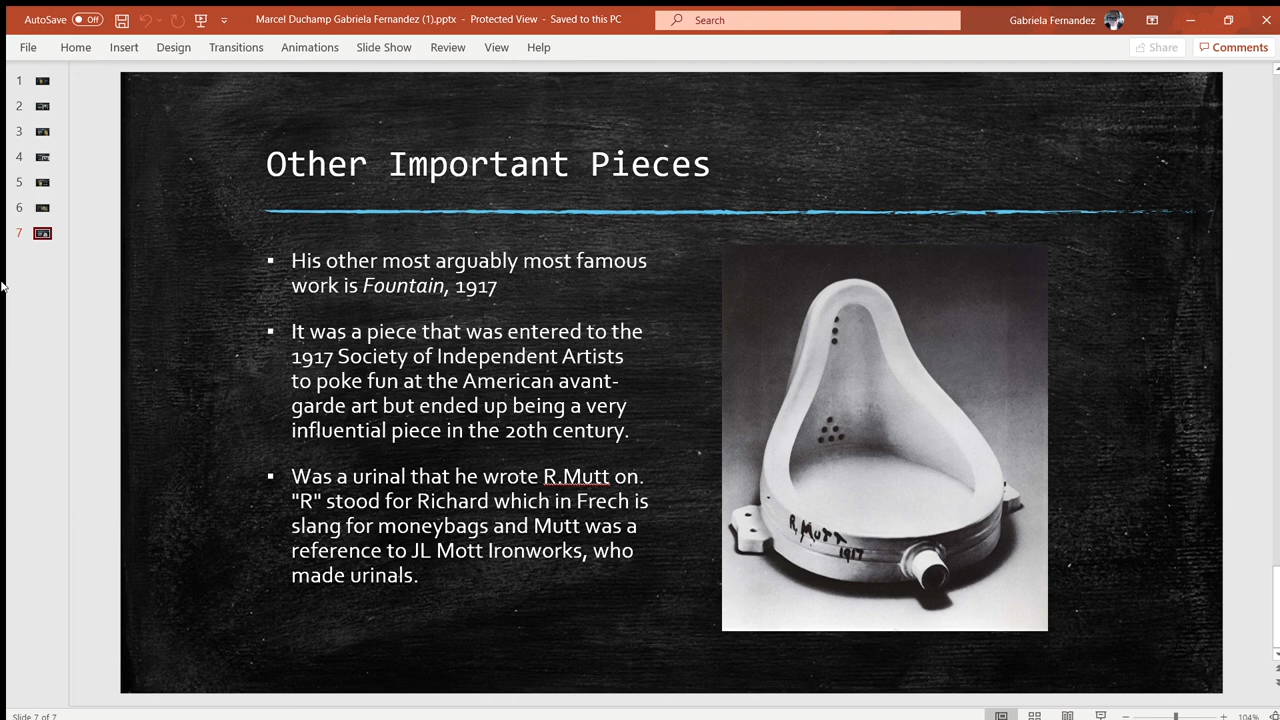 AutoSave Off Marcel Duchamp Gabriela Fernandez (1).pptx - Protected View - Saved to this PC Search Gabriela Fernandez
File Home Insert Design Transitions Animations Slide Show Review View Help Share Comments
1
2
3
4
5
6
7
Other Important Pieces
▪ His other most arguably most famous
work is Fountain, 1917
▪ It was a piece that was entered to the
1917 Society of Independent Artists
to poke fun at the American avant-
garde art but ended up being a very
influential piece in the 20th century.
▪ Was a urinal that he wrote R.Mutt on.
"R" stood for Richard which in Frech is
slang for moneybags and Mutt was a
reference to JL Mott Ironworks, who
made urinals.
R. MUTT
1917
Slide 7 of 7 104%